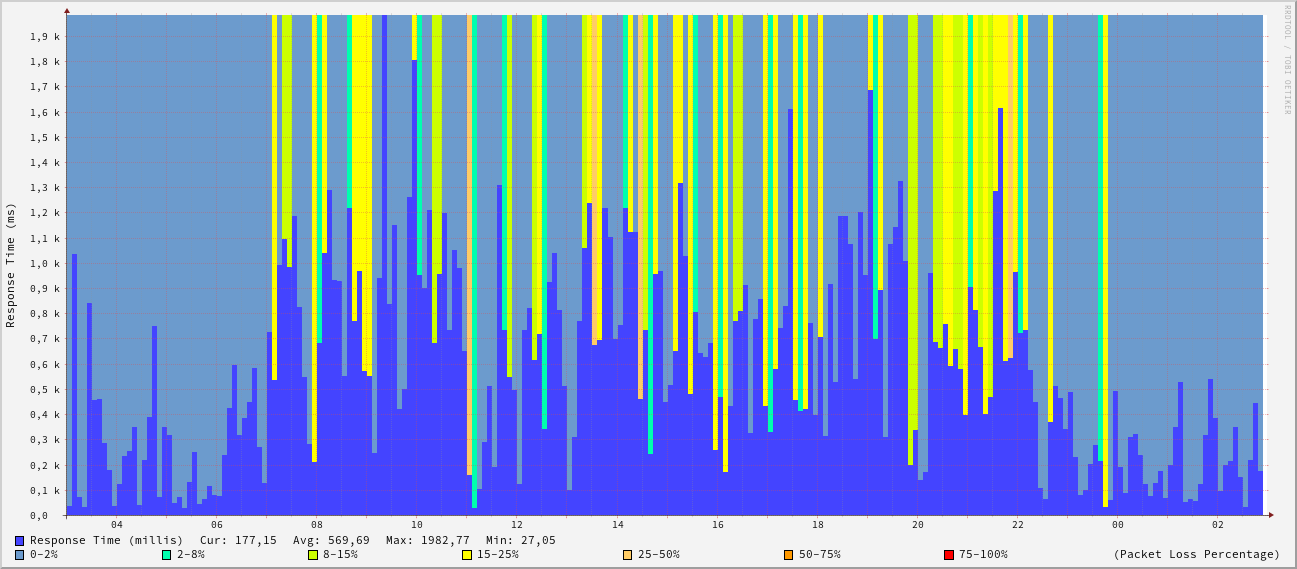 RRDTOOL / TOBI OETIKER
Response Time (ms)
1,9 k
1,8 k
1,7 k
1,6 k
1,5 k
1,4 k
1,3 k
1,2 k
1,1 k
1,0 k
0,9 k
0,8 k
0,7 k
0,6 k
0,5 k
0,4 k
0,3 k
0,2 k
0,1 k
0,0
04 06 08 10 12 14 16 18 20 22 00 02
Response Time (millis) Cur: 177,15 Avg: 569,69 Max: 1982,77 Min: 27,05
0-2% 2-8% 8-15% 15-25% 25-50% 50-75% 75-100% (Packet Loss Percentage)